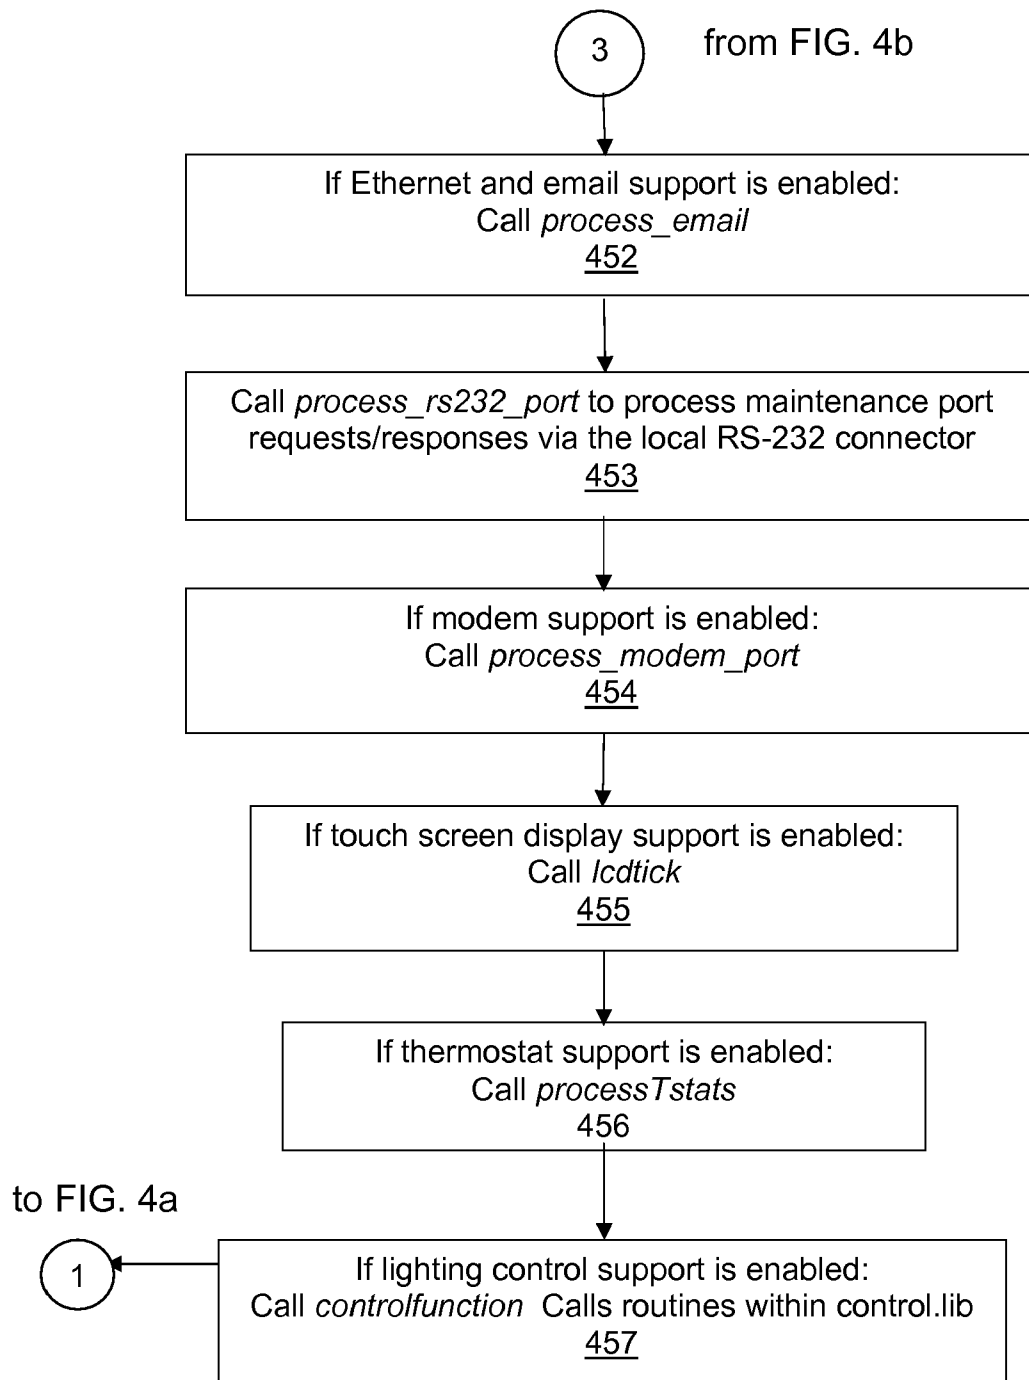 3
from FIG. 4b
If Ethernet and email support is enabled:
Call process_email
452
Call process_rs232_port to process maintenance port
requests/responses via the local RS-232 connector
453
If modem support is enabled:
Call process_modem_port
454
If touch screen display support is enabled:
Call lcdtick
455
If thermostat support is enabled:
Call processTstats
456
to FIG. 4a
1
If lighting control support is enabled:
Call controlfunction Calls routines within control.lib
457